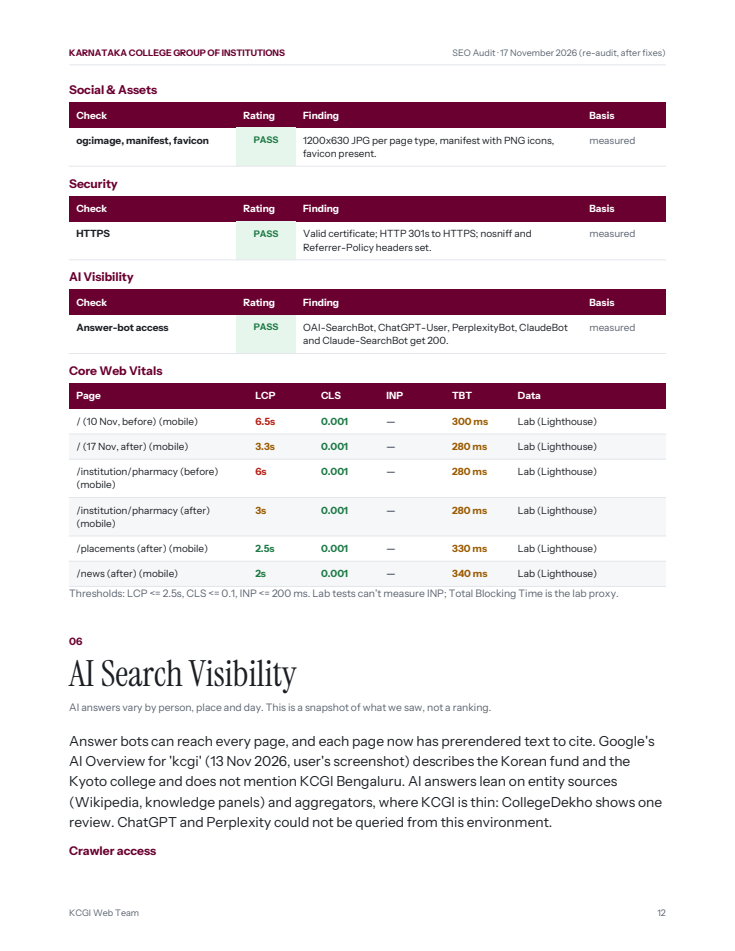 KARNATAKA COLLEGE GROUP OF INSTITUTIONS
SEO Audit · 17 November 2026 (re-audit, after fixes)
Social & Assets
Check Rating Finding Basis
og:image, manifest, favicon PASS 1200x630 JPG per page type, manifest with PNG icons, measured
favicon present.
Security
Check Rating Finding Basis
HTTPS PASS Valid certificate; HTTP 301s to HTTPS; nosniff and measured
Referrer-Policy headers set.
AI Visibility
Check Rating Finding Basis
Answer-bot access PASS OAI-SearchBot, ChatGPT-User, PerplexityBot, ClaudeBot measured
and Claude-SearchBot get 200.
Core Web Vitals
Page LCP CLS INP TBT Data
/ (10 Nov, before) (mobile) 6.5s 0.001 — 300 ms Lab (Lighthouse)
/ (17 Nov, after) (mobile) 3.3s 0.001 — 280 ms Lab (Lighthouse)
/institution/pharmacy (before) 6s 0.001 — 280 ms Lab (Lighthouse)
(mobile)
/institution/pharmacy (after) 3s 0.001 — 280 ms Lab (Lighthouse)
(mobile)
/placements (after) (mobile) 2.5s 0.001 — 330 ms Lab (Lighthouse)
/news (after) (mobile) 2s 0.001 — 340 ms Lab (Lighthouse)
Thresholds: LCP <= 2.5s, CLS <= 0.1, INP <= 200 ms. Lab tests can't measure INP; Total Blocking Time is the lab proxy.
06
AI Search Visibility
AI answers vary by person, place and day. This is a snapshot of what we saw, not a ranking.
Answer bots can reach every page, and each page now has prerendered text to cite. Google's
AI Overview for 'kcgi' (13 Nov 2026, user's screenshot) describes the Korean fund and the
Kyoto college and does not mention KCGI Bengaluru. AI answers lean on entity sources
(Wikipedia, knowledge panels) and aggregators, where KCGI is thin: CollegeDekho shows one
review. ChatGPT and Perplexity could not be queried from this environment.
Crawler access
KCGI Web Team
12